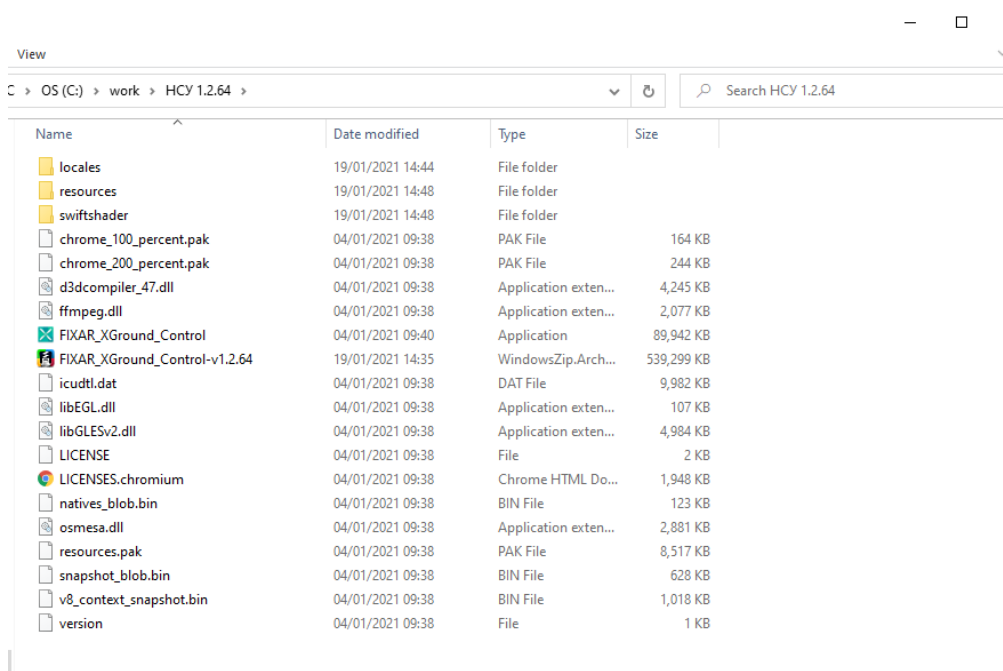 View
C > OS (C:) > work > НСУ 1.2.64 >
Search НСУ 1.2.64
Name Date modified Type Size
locales 19/01/2021 14:44 File folder
resources 19/01/2021 14:48 File folder
swiftshader 19/01/2021 14:48 File folder
chrome_100_percent.pak 04/01/2021 09:38 PAK File 164 KB
chrome_200_percent.pak 04/01/2021 09:38 PAK File 244 KB
d3dcompiler_47.dll 04/01/2021 09:38 Application exten... 4,245 KB
ffmpeg.dll 04/01/2021 09:38 Application exten... 2,077 KB
FIXAR_XGround_Control 04/01/2021 09:40 Application 89,942 KB
FIXAR_XGround_Control-v1.2.64 19/01/2021 14:35 WindowsZip.Arch... 539,299 KB
icudtl.dat 04/01/2021 09:38 DAT File 9,982 KB
libEGL.dll 04/01/2021 09:38 Application exten... 107 KB
libGLESv2.dll 04/01/2021 09:38 Application exten... 4,984 KB
LICENSE 04/01/2021 09:38 File 2 KB
LICENSES.chromium 04/01/2021 09:38 Chrome HTML Do... 1,948 KB
natives_blob.bin 04/01/2021 09:38 BIN File 123 KB
osmesa.dll 04/01/2021 09:38 Application exten... 2,881 KB
resources.pak 04/01/2021 09:38 PAK File 8,517 KB
snapshot_blob.bin 04/01/2021 09:38 BIN File 628 KB
v8_context_snapshot.bin 04/01/2021 09:38 BIN File 1,018 KB
version 04/01/2021 09:38 File 1 KB